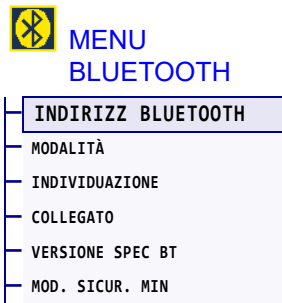 MENU
BLUETOOTH
INDIRIZZ BLUETOOTH
MODALITÀ
INDIVIDUAZIONE
COLLEGATO
VERSIONE SPEC BT
MOD. SICUR. MIN